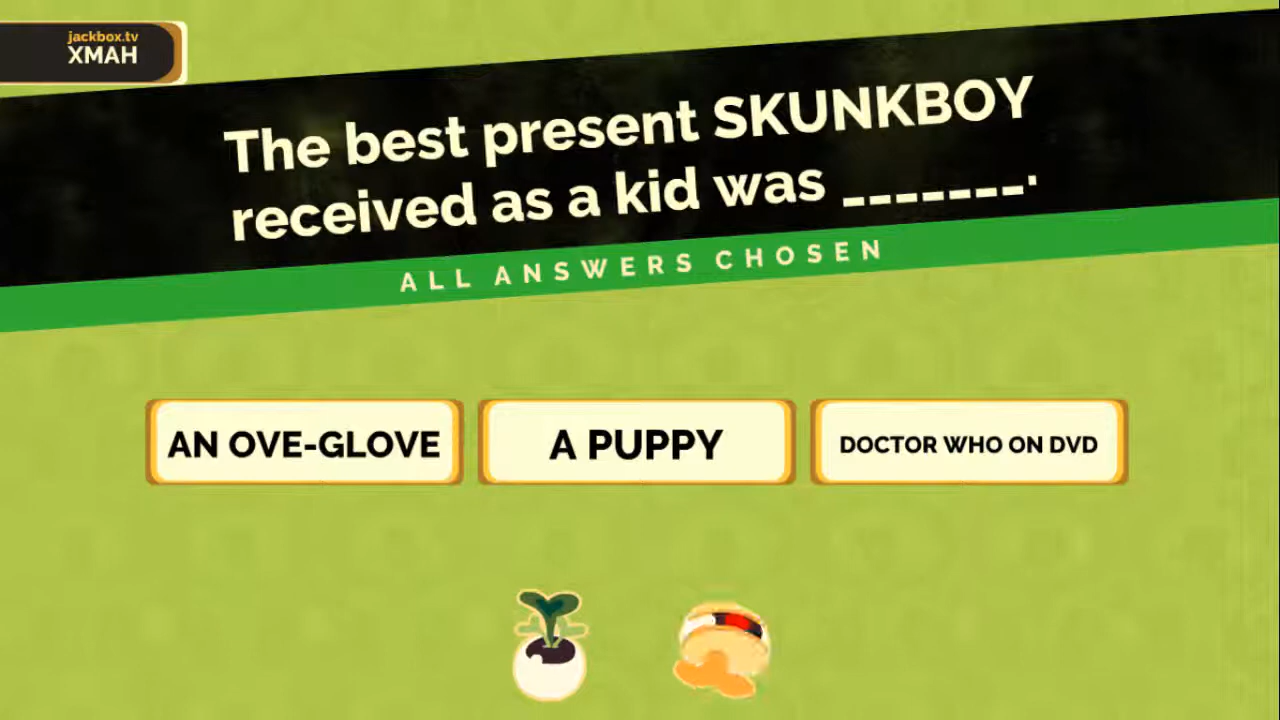 jackbox.tv
XMAH
The best present SKUNKBOY
received as a kid was _______.
ALL ANSWERS CHOSEN
AN OVE-GLOVE
A PUPPY
DOCTOR WHO ON DVD